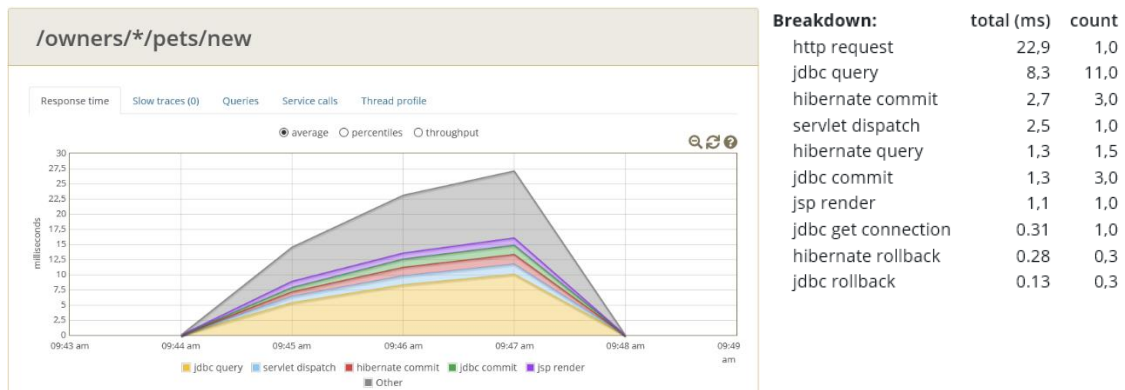 /owners/*/pets/new
Response time Slow traces (0) Queries Service calls Thread profile
average percentiles throughput
30
27,5
25
22,5
20
17,5
15
12,5
10
7,5
5
2,5
0
milliseconds
09:43 am 09:44 am 09:45 am 09:46 am 09:47 am 09:48 am 09:49 am
jdbc query servlet dispatch hibernate commit jdbc commit jsp render
Other
Breakdown: total (ms) count
http request 22,9 1,0
jdbc query 8,3 11,0
hibernate commit 2,7 3,0
servlet dispatch 2,5 1,0
hibernate query 1,3 1,5
jdbc commit 1,3 3,0
jsp render 1,1 1,0
jdbc get connection 0.31 1,0
hibernate rollback 0.28 0,3
jdbc rollback 0.13 0,3